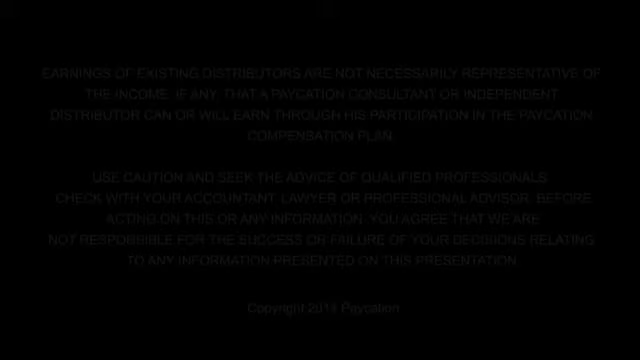 EARNINGS OF EXISTING DISTRIBUTORS ARE NOT NECESSARILY REPRESENTATIVE OF
THE INCOME, IF ANY, THAT A PAYCATION CONSULTANT OR INDEPENDENT
DISTRIBUTOR CAN OR WILL EARN THROUGH HIS PARTICIPATION IN THE PAYCATION
COMPENSATION PLAN.
USE CAUTION AND SEEK THE ADVICE OF QUALIFIED PROFESSIONALS.
CHECK WITH YOUR ACCOUNTANT, LAWYER OR PROFESSIONAL ADVISOR, BEFORE
ACTING ON THIS OR ANY INFORMATION. YOU AGREE THAT WE ARE
NOT RESPOBSIBLE FOR THE SUCCESS OR FAILURE OF YOUR DECISIONS RELATING
TO ANY INFORMATION PRESENTED ON THIS PRESENTATION.
Copyright Paycation